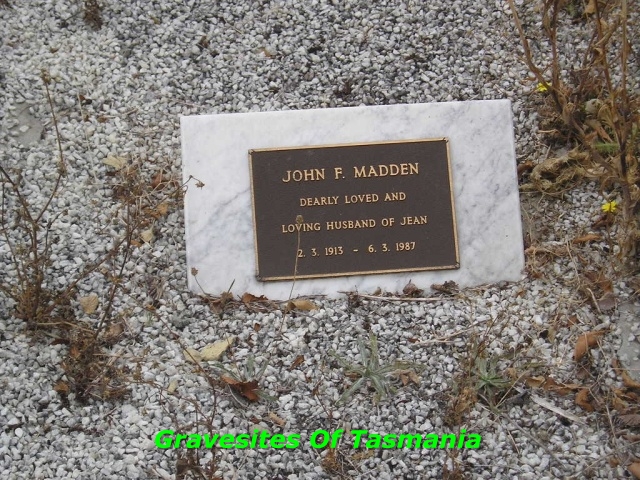 JOHN F. MADDEN
DEARLY LOVED AND
LOVING HUSBAND OF JEAN
2. 3. 1913 – 6. 3. 1987
Gravesites Of Tasmania